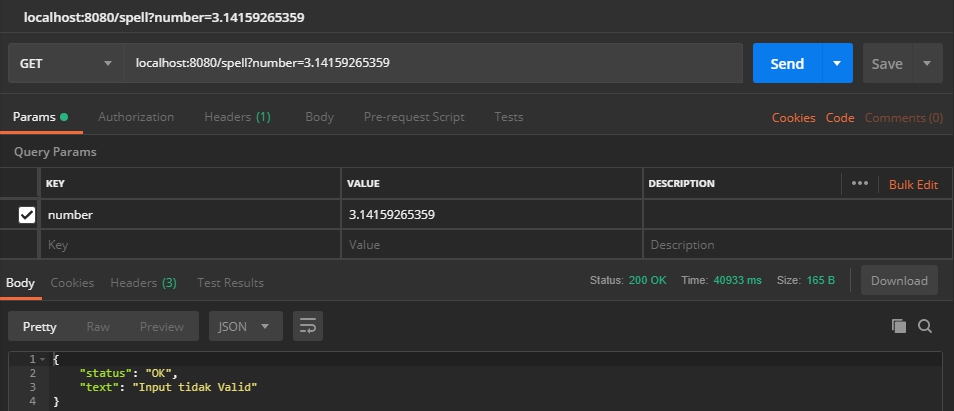 localhost:8080/spell?number=3.14159265359
GET localhost:8080/spell?number=3.14159265359 Send Save
Params Authorization Headers (1) Body Pre-request Script Tests Cookies Code Comments (0)
Query Params
KEY VALUE DESCRIPTION ••• Bulk Edit
number 3.14159265359
Key Value Description
Body Cookies Headers (3) Test Results Status: 200 OK Time: 40933 ms Size: 165 B Download
Pretty Raw Preview JSON
1 {
2 "status": "OK",
3 "text": "Input tidak Valid"
4 }